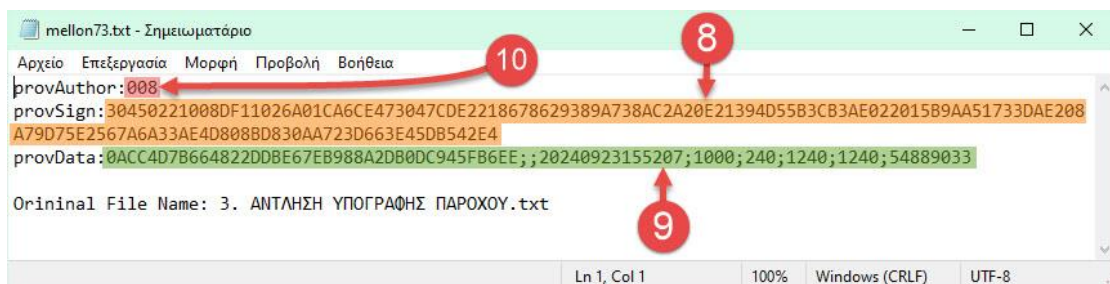 mellon73.txt - Σημειωματάριο
8
Αρχείο Επεξεργασία Μορφή Προβολή Βοήθεια
10
provAuthor:008
provSign:30450221008DF11026A01CA6CE473047CDE2218678629389A738AC2A20E21394D55B3CB3AE022015B9AA51733DAE208
A79D75E2567A6A33AE4D808BD830AA723D663E45DB542E4
provData:0ACC4D7B664822DDBE67EB988A2DB0DC945FB6EE;;20240923155207;1000;240;1240;1240;54889033
Orininal File Name: 3. ΑΝΤΛΗΣΗ ΥΠΟΓΡΑΦΗΣ ΠΑΡΟΧΟΥ.txt
9
Ln 1, Col 1 100% Windows (CRLF) UTF-8